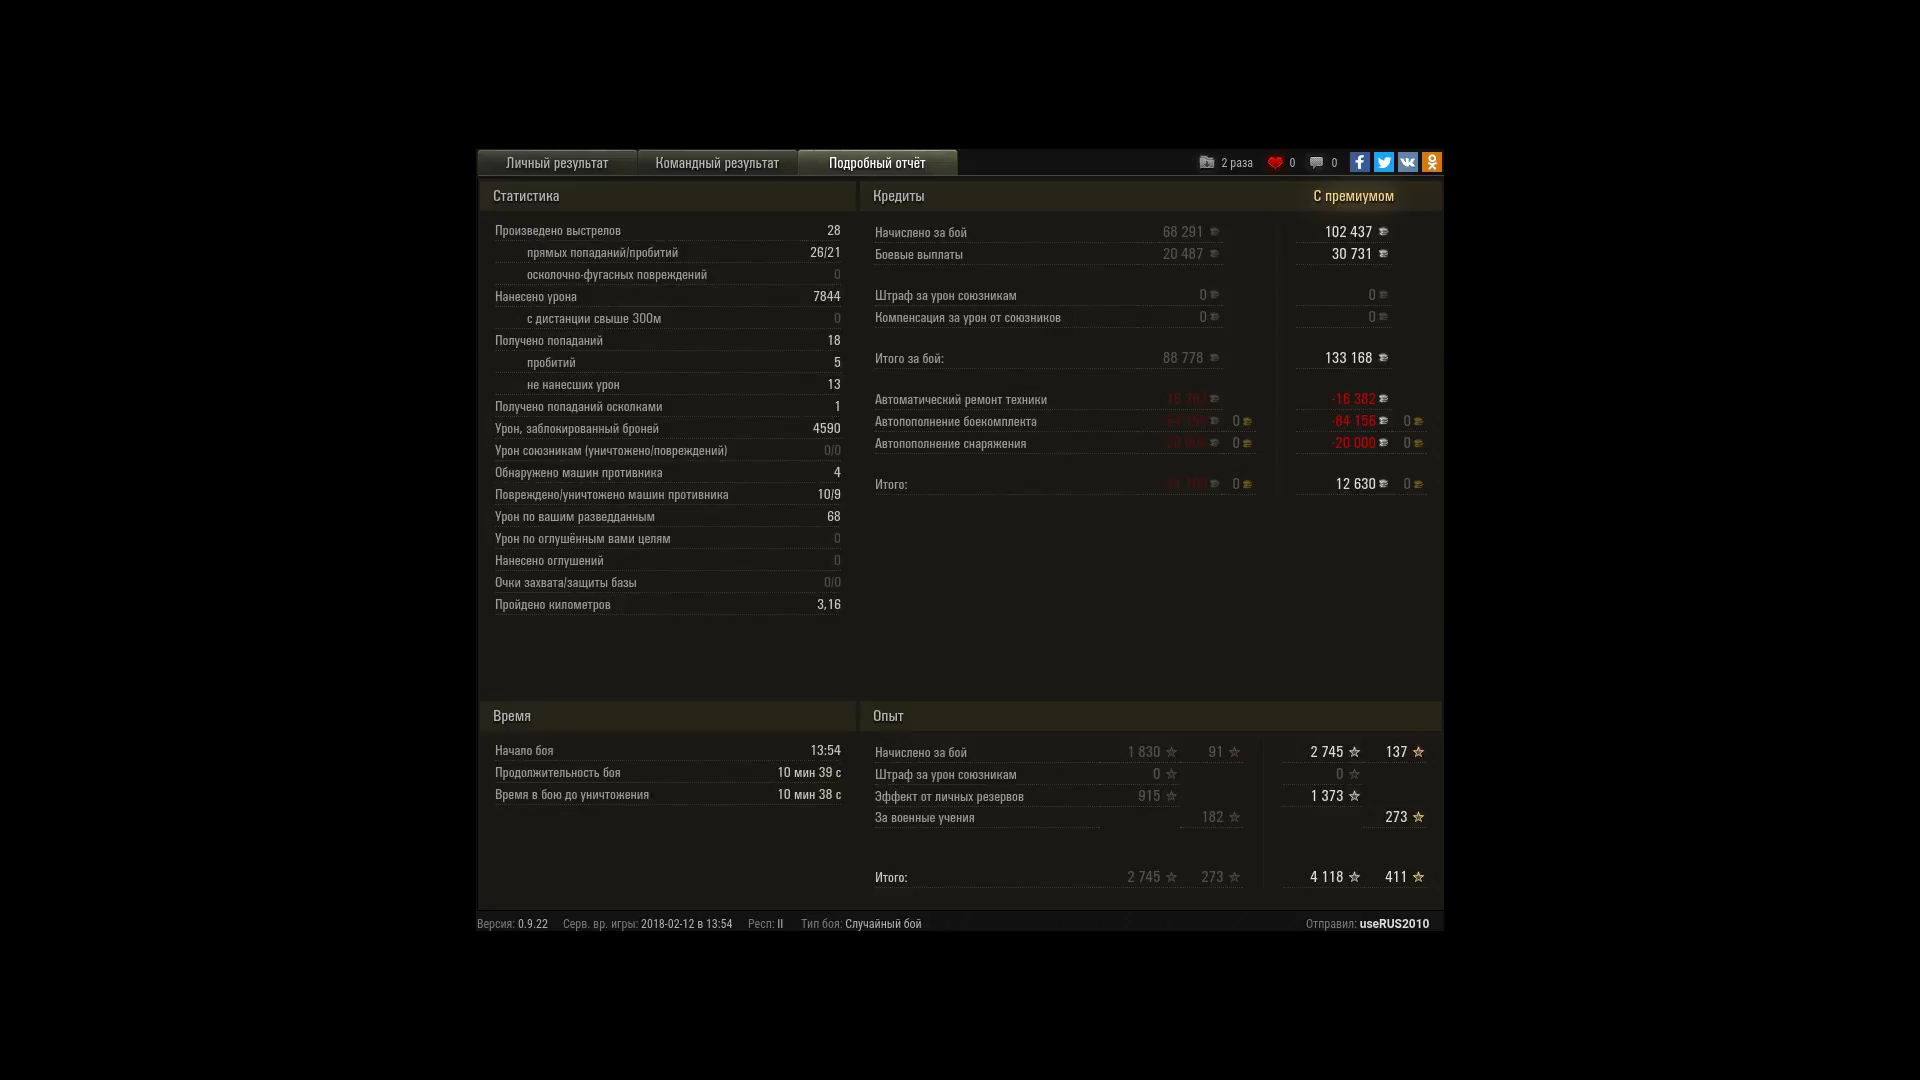 Личный результат Командный результат Подробный отчёт 2 раза 0 0
Статистика
Произведено выстрелов 28
прямых попаданий/пробитий 26/21
осколочно-фугасных повреждений 0
Нанесено урона 7844
с дистанции свыше 300м 0
Получено попаданий 18
пробитий 5
не нанесших урон 13
Получено попаданий осколками 1
Урон, заблокированный броней 4590
Урон союзникам (уничтожено/повреждений) 0/0
Обнаружено машин противника 4
Повреждено/уничтожено машин противника 10/9
Урон по вашим разведданным 68
Урон по оглушённым вами целям 0
Нанесено оглушений 0
Очки захвата/защиты базы 0/0
Пройдено километров 3,16
Кредиты С премиумом
Начислено за бой 68 291 102 437
Боевые выплаты 20 487 30 731
Штраф за урон союзникам 0 0
Компенсация за урон от союзников 0 0
Итого за бой: 88 778 133 168
Автоматический ремонт техники -16 382
Автопополнение боекомплекта 0 -84 156 0
Автопополнение снаряжения 0 -20 000 0
Итого: 0 12 630 0
Время
Начало боя 13:54
Продолжительность боя 10 мин 39 с
Время в бою до уничтожения 10 мин 38 с
Опыт
Начислено за бой 1 830 91 2 745 137
Штраф за урон союзникам 0 0
Эффект от личных резервов 915 1 373
За военные учения 182 273
Итого: 2 745 273 4 118 411
Версия: 0.9.22 Серв. вр. игры: 2018-02-12 в 13:54 Респ: II Тип боя: Случайный бой Отправил: useRUS2010